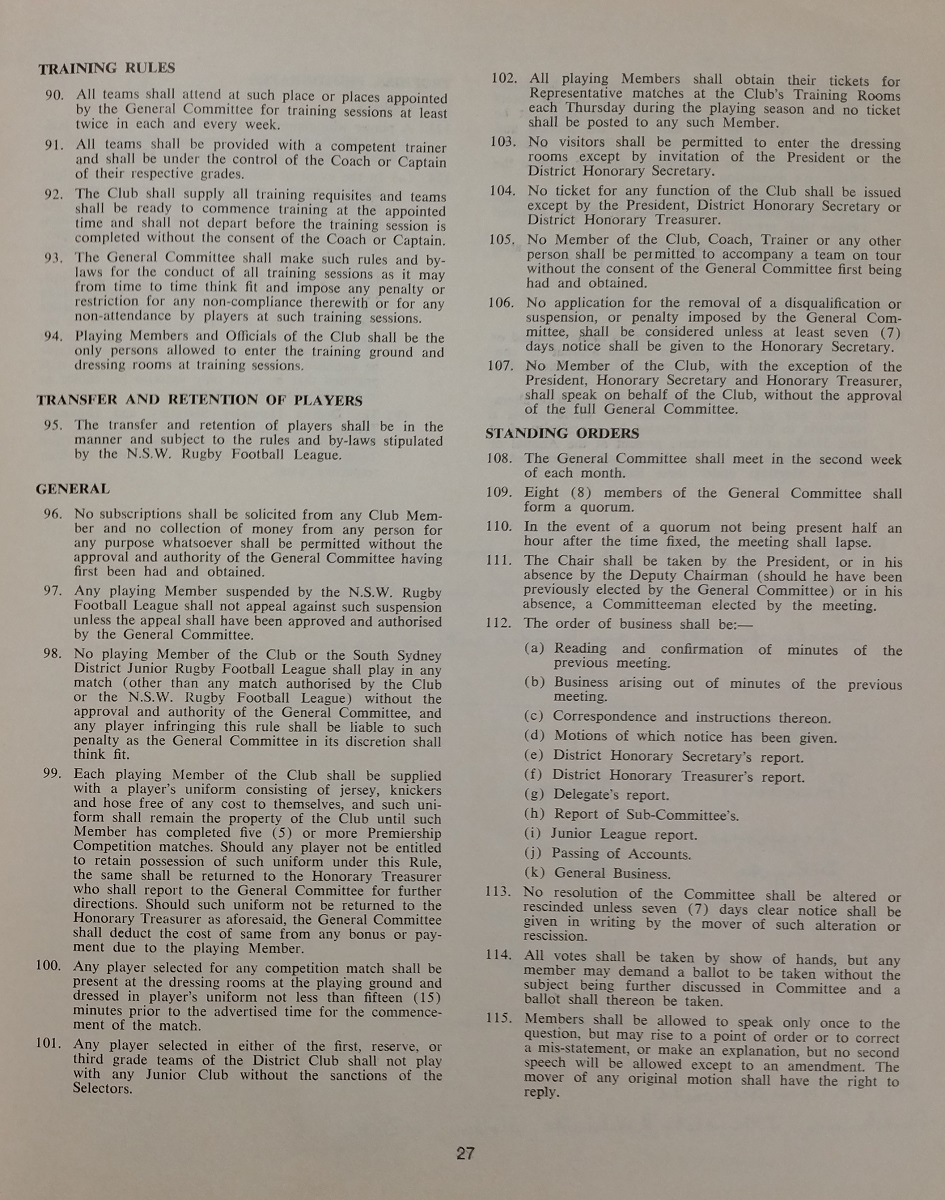 TRAINING RULES
90. All teams shall attend at such place or places appointed
by the General Committee for training sessions at least
twice in each and every week.
91. All teams shall be provided with a competent trainer
and shall be under the control of the Coach or Captain
of their respective grades.
92. The Club shall supply all training requisites and teams
shall be ready to commence training at the appointed
time and shall not depart before the training session is
completed without the consent of the Coach or Captain.
93. The General Committee shall make such rules and by-
laws for the conduct of all training sessions as it may
from time to time think fit and impose any penalty or
restriction for any non-compliance therewith or for any
non-attendance by players at such training sessions.
94. Playing Members and Officials of the Club shall be the
only persons allowed to enter the training ground and
dressing rooms at training sessions.
TRANSFER AND RETENTION OF PLAYERS
95. The transfer and retention of players shall be in the
manner and subject to the rules and by-laws stipulated
by the N.S.W. Rugby Football League.
GENERAL
96. No subscriptions shall be solicited from any Club Mem-
ber and no collection of money from any person for
any purpose whatsoever shall be permitted without the
approval and authority of the General Committee having
first been had and obtained.
97. Any playing Member suspended by the N.S.W. Rugby
Football League shall not appeal against such suspension
unless the appeal shall have been approved and authorised
by the General Committee.
98. No playing Member of the Club or the South Sydney
District Junior Rugby Football League shall play in any
match (other than any match authorised by the Club
or the N.S.W. Rugby Football League) without the
approval and authority of the General Committee, and
any player infringing this rule shall be liable to such
penalty as the General Committee in its discretion shall
think fit.
99. Each playing Member of the Club shall be supplied
with a player's uniform consisting of jersey, knickers
and hose free of any cost to themselves, and such uni-
form shall remain the property of the Club until such
Member has completed five (5) or more Premiership
Competition matches. Should any player not be entitled
to retain possession of such uniform under this Rule,
the same shall be returned to the Honorary Treasurer
who shall report to the General Committee for further
directions. Should such uniform not be returned to the
Honorary Treasurer as aforesaid, the General Committee
shall deduct the cost of same from any bonus or pay-
ment due to the playing Member.
100. Any player selected for any competition match shall be
present at the dressing rooms at the playing ground and
dressed in player's uniform not less than fifteen (15)
minutes prior to the advertised time for the commence-
ment of the match.
101. Any player selected in either of the first, reserve, or
third grade teams of the District Club shall not play
with any Junior Club without the sanctions of the
Selectors.
102. All playing Members shall obtain their tickets for
Representative matches at the Club's Training Rooms
each Thursday during the playing season and no ticket
shall be posted to any such Member.
103. No visitors shall be permitted to enter the dressing
rooms except by invitation of the President or the
District Honorary Secretary.
104. No ticket for any function of the Club shall be issued
except by the President, District Honorary Secretary or
District Honorary Treasurer.
105. No Member of the Club, Coach, Trainer or any other
person shall be permitted to accompany a team on tour
without the consent of the General Committee first being
had and obtained.
106. No application for the removal of a disqualification or
suspension, or penalty imposed by the General Com-
mittee, shall be considered unless at least seven (7)
days notice shall be given to the Honorary Secretary.
107. No Member of the Club, with the exception of the
President, Honorary Secretary and Honorary Treasurer,
shall speak on behalf of the Club, without the approval
of the full General Committee.
STANDING ORDERS
108. The General Committee shall meet in the second week
of each month.
109. Eight (8) members of the General Committee shall
form a quorum.
110. In the event of a quorum not being present half an
hour after the time fixed, the meeting shall lapse.
111. The Chair shall be taken by the President, or in his
absence by the Deputy Chairman (should he have been
previously elected by the General Committee) or in his
absence, a Committeeman elected by the meeting.
112. The order of business shall be:—
(a) Reading and confirmation of minutes of the
previous meeting.
(b) Business arising out of minutes of the previous
meeting.
(c) Correspondence and instructions thereon.
(d) Motions of which notice has been given.
(e) District Honorary Secretary's report.
(f) District Honorary Treasurer's report.
(g) Delegate's report.
(h) Report of Sub-Committee's.
(i) Junior League report.
(j) Passing of Accounts.
(k) General Business.
113. No resolution of the Committee shall be altered or
rescinded unless seven (7) days clear notice shall be
given in writing by the mover of such alteration or
rescission.
114. All votes shall be taken by show of hands, but any
member may demand a ballot to be taken without the
subject being further discussed in Committee and a
ballot shall thereon be taken.
115. Members shall be allowed to speak only once to the
question, but may rise to a point of order or to correct
a mis-statement, or make an explanation, but no second
speech will be allowed except to an amendment. The
mover of any original motion shall have the right to
reply.
27